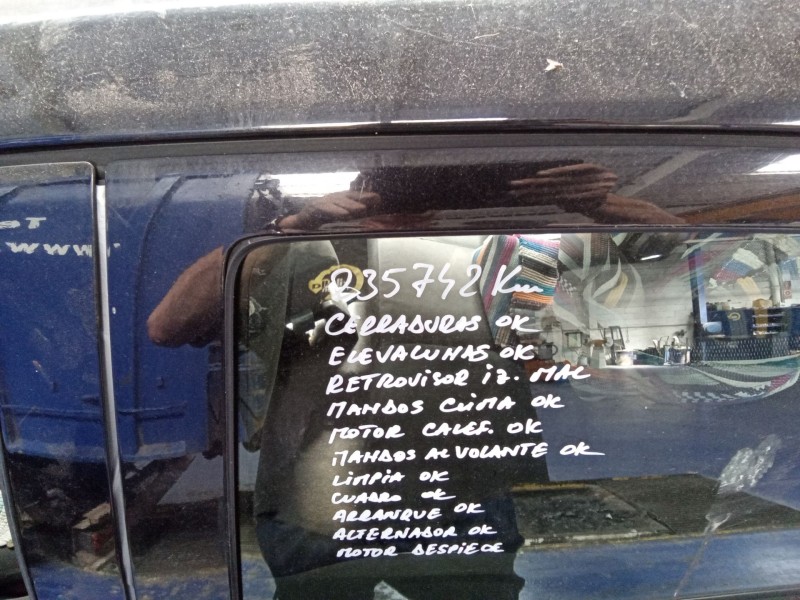 WWW
235742 Km
CERRADURAS OK
ELEVALUNAS OK
RETROVISOR iz. MAL
MANDOS CLIMA OK
MOTOR CALEF. OK
MANDOS AL VOLANTE OK
LIMPIA OK
CUADRO OK
ARRANQUE OK
ALTERNADOR OK
MOTOR DESPIECE